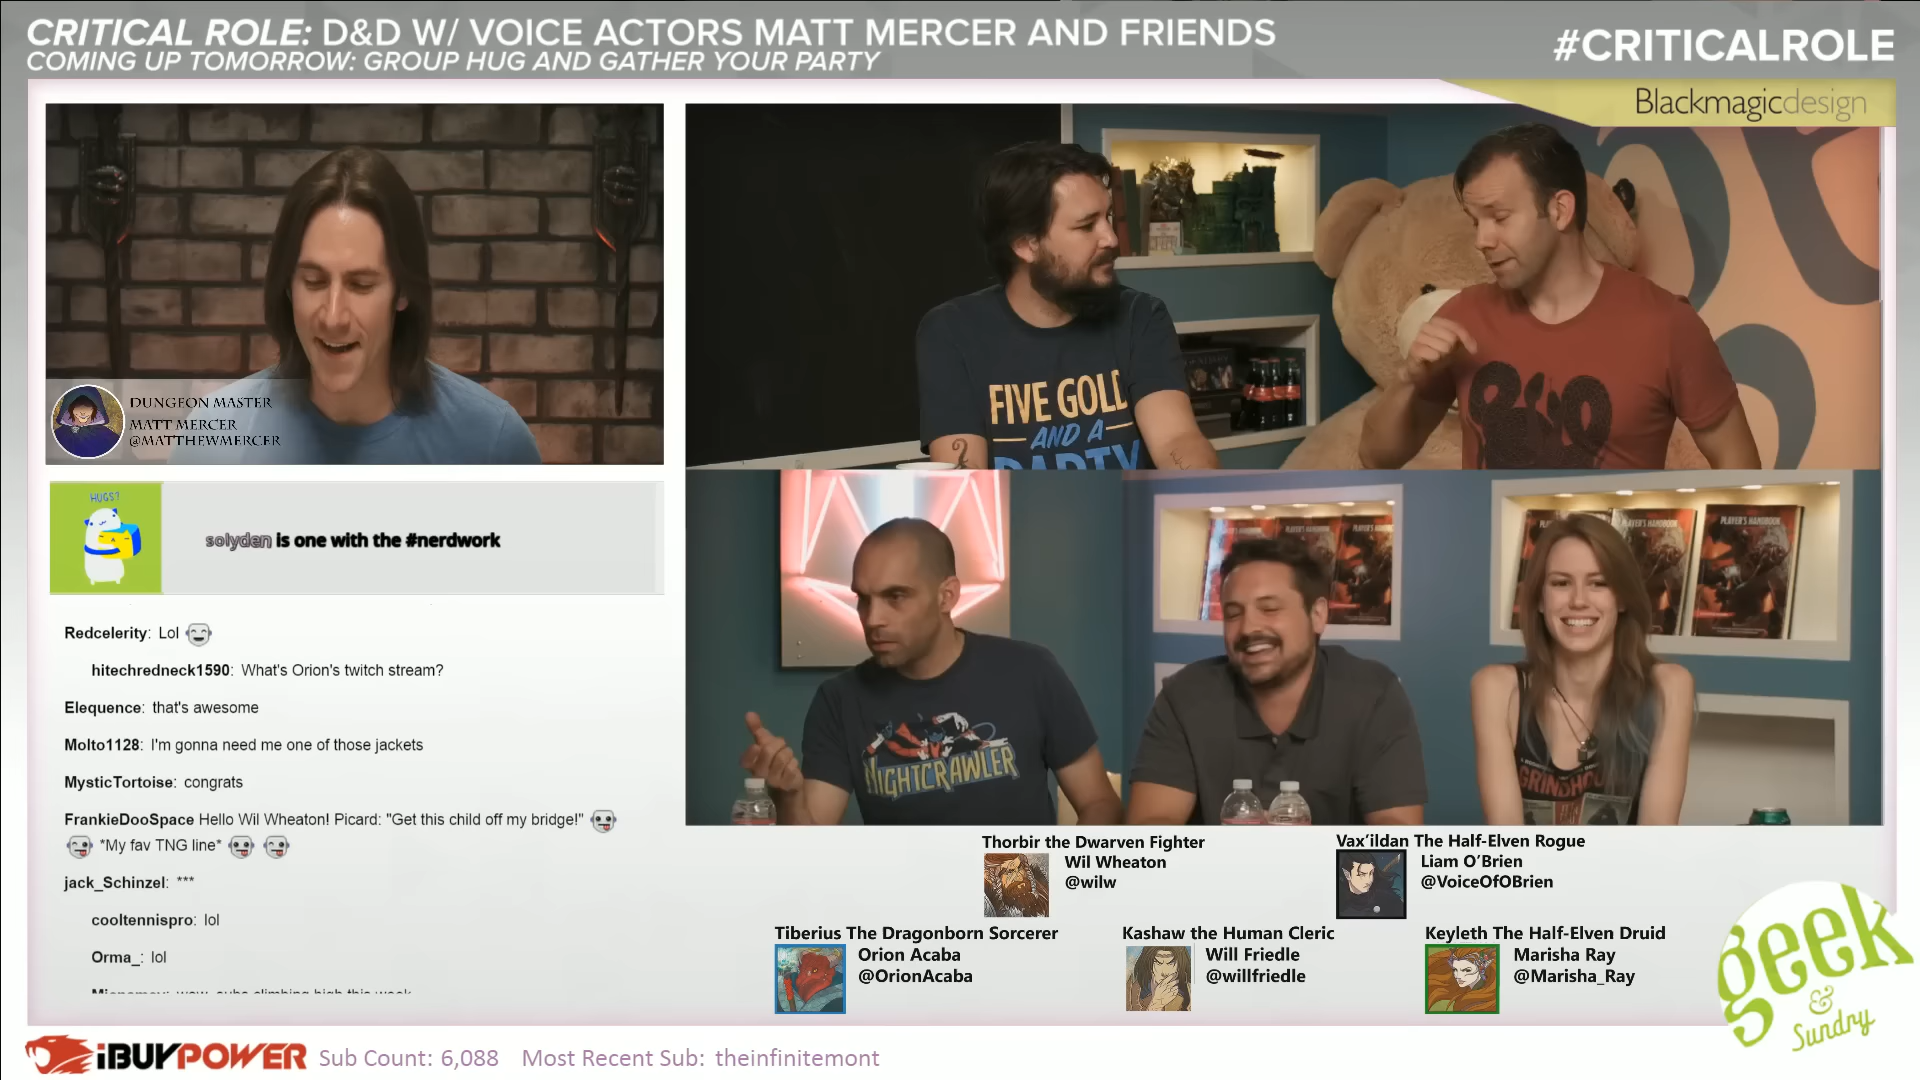 CRITICAL ROLE: D&D W/ VOICE ACTORS MATT MERCER AND FRIENDS
COMING UP TOMORROW: GROUP HUG AND GATHER YOUR PARTY
#CRITICALROLE
Blackmagicdesign
DUNGEON MASTER
MATT MERCER
@MATTHEWMERCER
FIVE GOLD
AND A
PARTY
HUGS?
solyden is one with the #nerdwork
PLAYER'S HANDBOOK
PLAYER'S HANDBOOK
NIGHTCRAWLER
GRINDHOU
Redcelerity: Lol
hitechredneck1590: What's Orion's twitch stream?
Elequence: that's awesome
Molto1128: I'm gonna need me one of those jackets
MysticTortoise: congrats
FrankieDooSpace Hello Wil Wheaton! Picard: "Get this child off my bridge!"
*My fav TNG line*
jack_Schinzel: ***
cooltennispro: lol
Orma_: lol
Thorbir the Dwarven Fighter
Wil Wheaton
@wilw
Vax'ildan The Half-Elven Rogue
Liam O'Brien
@VoiceOfOBrien
Tiberius The Dragonborn Sorcerer
Orion Acaba
@OrionAcaba
Kashaw the Human Cleric
Will Friedle
@willfriedle
Keyleth The Half-Elven Druid
Marisha Ray
@Marisha_Ray
geek
&
Sundry
iBUYPOWER
Sub Count: 6,088 Most Recent Sub: theinfinitemont